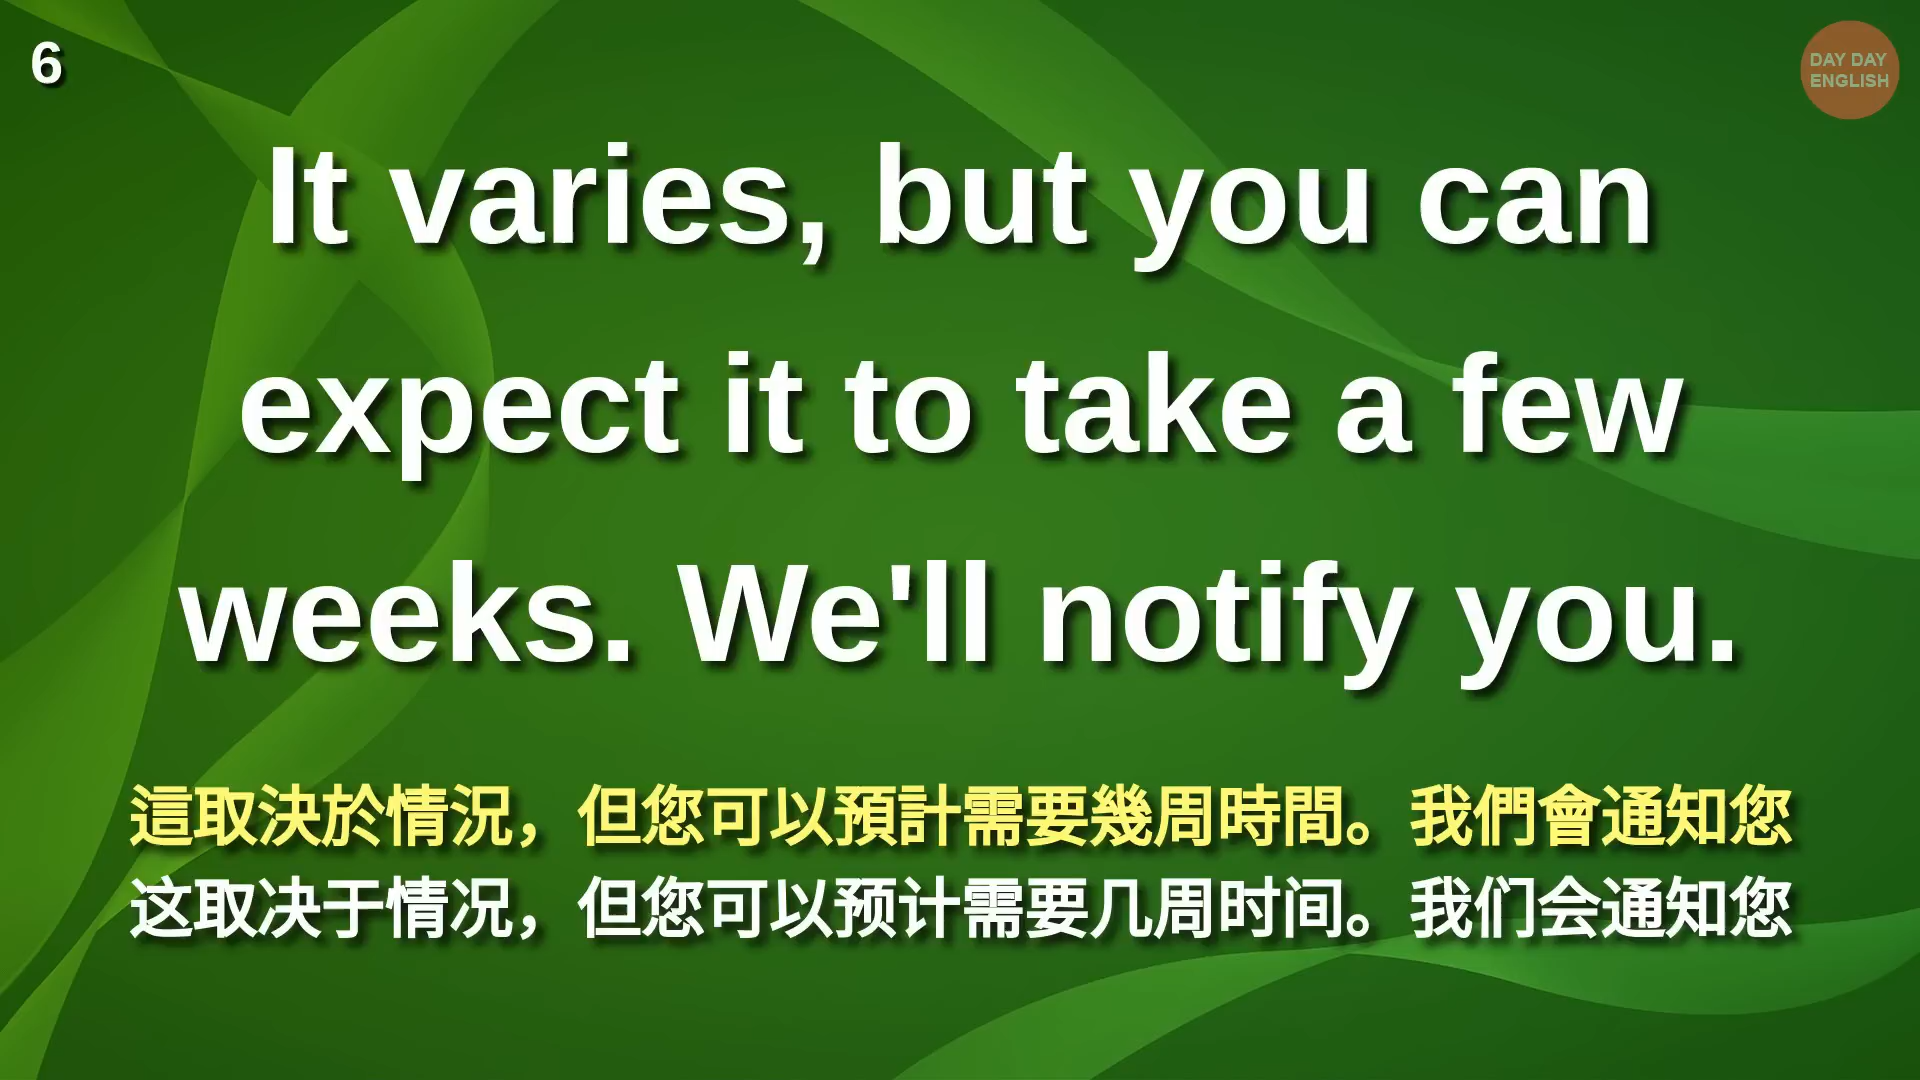 6
DAY DAY
ENGLISH
It varies, but you can
expect it to take a few
weeks. We'll notify you.
這取決於情況，但您可以預計需要幾周時間。我們會通知您
这取决于情况，但您可以预计需要几周时间。我们会通知您